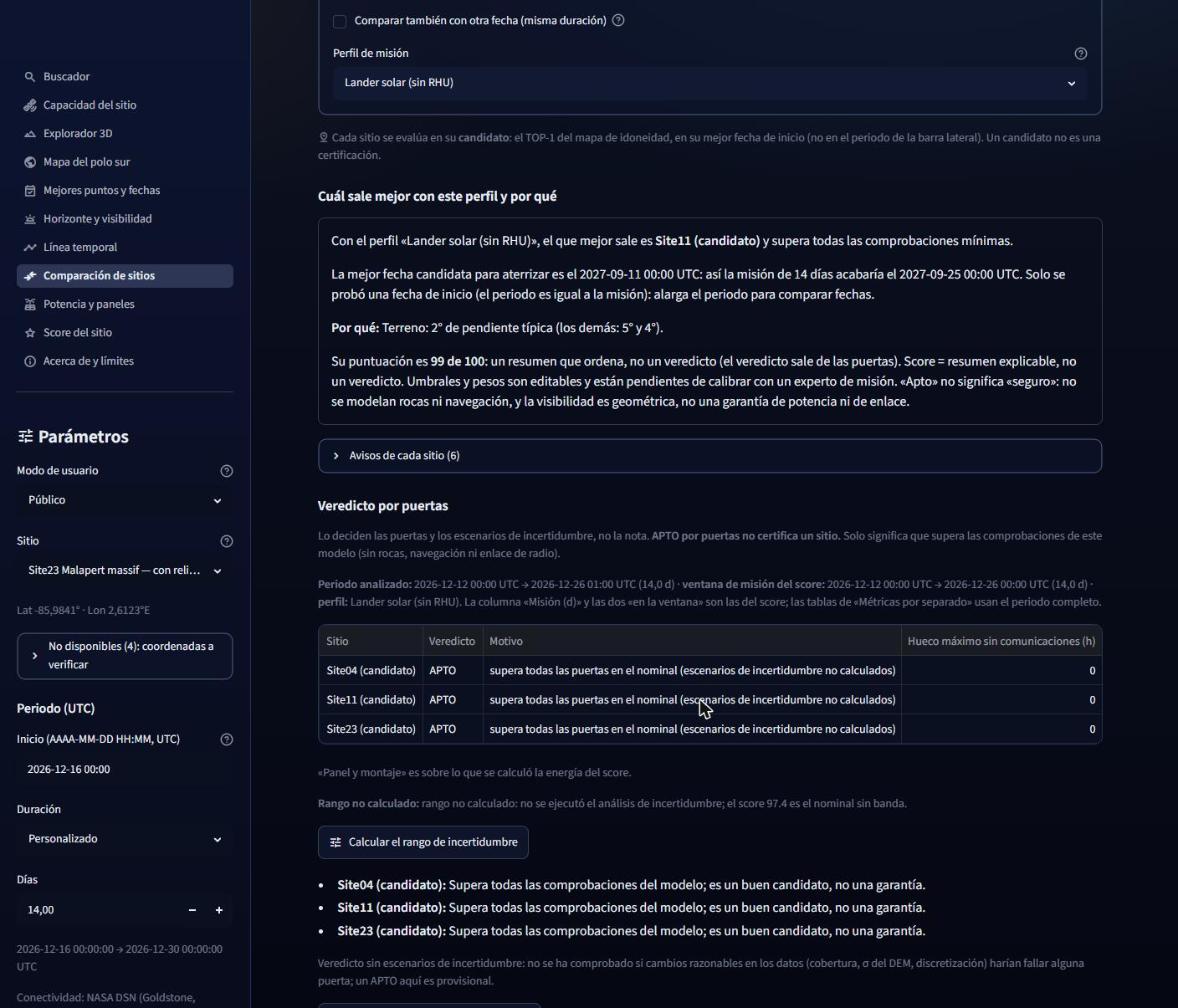 Buscador
Capacidad del sitio
Explorador 3D
Mapa del polo sur
Mejores puntos y fechas
Horizonte y visibilidad
Línea temporal
Comparación de sitios
Potencia y paneles
Score del sitio
Acerca de y límites
Parámetros
Modo de usuario
Público
Sitio
Site23 Malapert massif — con reli...
Lat -85,9841° · Lon 2,6123°E
No disponibles (4): coordenadas a
verificar
Periodo (UTC)
Inicio (AAAA-MM-DD HH:MM, UTC)
2026-12-16 00:00
Duración
Personalizado
Días
14,00
2026-12-16 00:00:00 → 2026-12-30 00:00:00
UTC
Conectividad: NASA DSN (Goldstone,
Comparar también con otra fecha (misma duración)
Perfil de misión
Lander solar (sin RHU)
Cada sitio se evalúa en su candidato: el TOP-1 del mapa de idoneidad, en su mejor fecha de inicio (no en el periodo de la barra lateral). Un candidato no es una
certificación.
Cuál sale mejor con este perfil y por qué
Con el perfil «Lander solar (sin RHU)», el que mejor sale es Site11 (candidato) y supera todas las comprobaciones mínimas.
La mejor fecha candidata para aterrizar es el 2027-09-11 00:00 UTC: así la misión de 14 días acabaría el 2027-09-25 00:00 UTC. Solo se
probó una fecha de inicio (el periodo es igual a la misión): alarga el periodo para comparar fechas.
Por qué: Terreno: 2° de pendiente típica (los demás: 5° y 4°).
Su puntuación es 99 de 100: un resumen que ordena, no un veredicto (el veredicto sale de las puertas). Score = resumen explicable, no
un veredicto. Umbrales y pesos son editables y están pendientes de calibrar con un experto de misión. «Apto» no significa «seguro»: no
se modelan rocas ni navegación, y la visibilidad es geométrica, no una garantía de potencia ni de enlace.
Avisos de cada sitio (6)
Veredicto por puertas
Lo deciden las puertas y los escenarios de incertidumbre, no la nota. APTO por puertas no certifica un sitio. Solo significa que supera las comprobaciones de este
modelo (sin rocas, navegación ni enlace de radio).
Periodo analizado: 2026-12-12 00:00 UTC → 2026-12-26 01:00 UTC (14,0 d) · ventana de misión del score: 2026-12-12 00:00 UTC → 2026-12-26 00:00 UTC (14,0 d) ·
perfil: Lander solar (sin RHU). La columna «Misión (d)» y las dos «en la ventana» son las del score; las tablas de «Métricas por separado» usan el periodo completo.
Sitio Veredicto Motivo Hueco máximo sin comunicaciones (h)
Site04 (candidato) APTO supera todas las puertas en el nominal (escenarios de incertidumbre no calculados) 0
Site11 (candidato) APTO supera todas las puertas en el nominal (escenarios de incertidumbre no calculados) 0
Site23 (candidato) APTO supera todas las puertas en el nominal (escenarios de incertidumbre no calculados) 0
«Panel y montaje» es sobre lo que se calculó la energía del score.
Rango no calculado: rango no calculado: no se ejecutó el análisis de incertidumbre; el score 97.4 es el nominal sin banda.
Calcular el rango de incertidumbre
• Site04 (candidato): Supera todas las comprobaciones del modelo; es un buen candidato, no una garantía.
• Site11 (candidato): Supera todas las comprobaciones del modelo; es un buen candidato, no una garantía.
• Site23 (candidato): Supera todas las comprobaciones del modelo; es un buen candidato, no una garantía.
Veredicto sin escenarios de incertidumbre: no se ha comprobado si cambios razonables en los datos (cobertura, σ del DEM, discretización) harían fallar alguna
puerta; un APTO aquí es provisional.